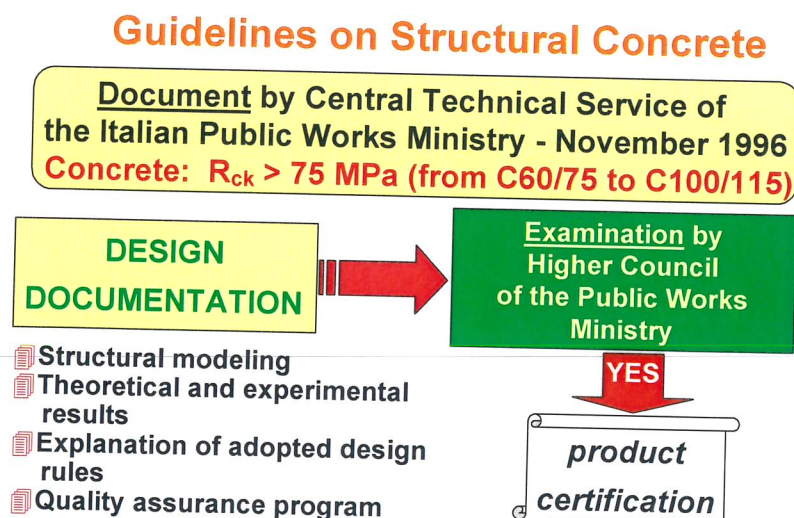 Guidelines on Structural Concrete
Document by Central Technical Service of
the Italian Public Works Ministry - November 1996
Concrete: Rck > 75 MPa (from C60/75 to C100/115)
DESIGN
DOCUMENTATION
Examination by
Higher Council
of the Public Works
Ministry
Structural modeling
Theoretical and experimental
results
Explanation of adopted design
rules
Quality assurance program
YES
product
certification